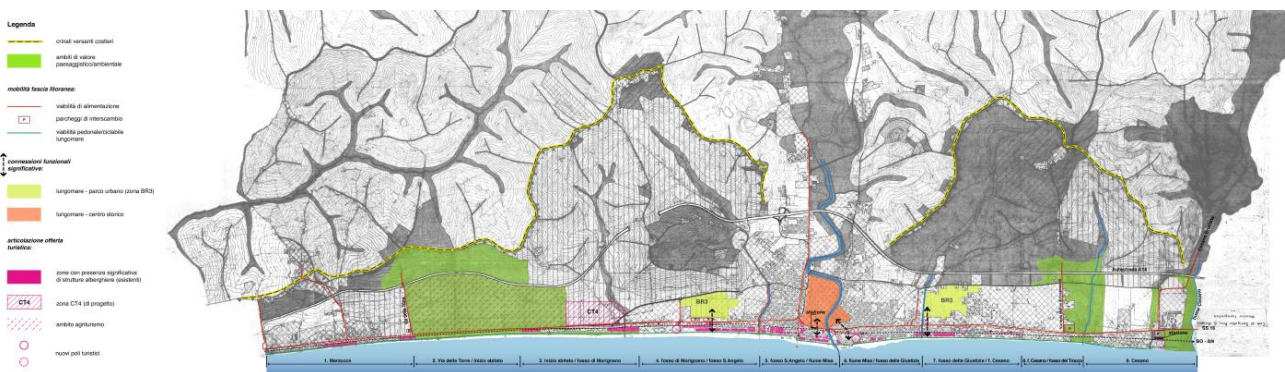 Legenda
crinali versanti costieri
ambiti di valore
paesaggistico/ambientale
mobilità fascia litoranea:
viabilità di alimentazione
P
parcheggi di interscambio
viabilità pedonale/ciclabile
lungomare
connessioni funzionali
significative:
lungomare - parco urbano (zona BR3)
lungomare - centro storico
articolazione offerta
turistica:
zone con presenza significativa
di strutture alberghiere (esistenti)
CT4
zona CT4 (di progetto)
ambito agriturismo
nuovi poli turistici
Autostrada A14
BR3
BR3
CT4
stazione
stazione
SS 16
BO - AN
1. Marzocca
2. Via della Torre / inizio abitato
3. inizio abitato / fosso di Morignano
4. fosso di Morignano / fosso S.Angelo
5. fosso S.Angelo / fiume Misa
6. fiume Misa / fosso della Giustizia
7. fosso della Giustizia / f. Cesano
9. Cesano